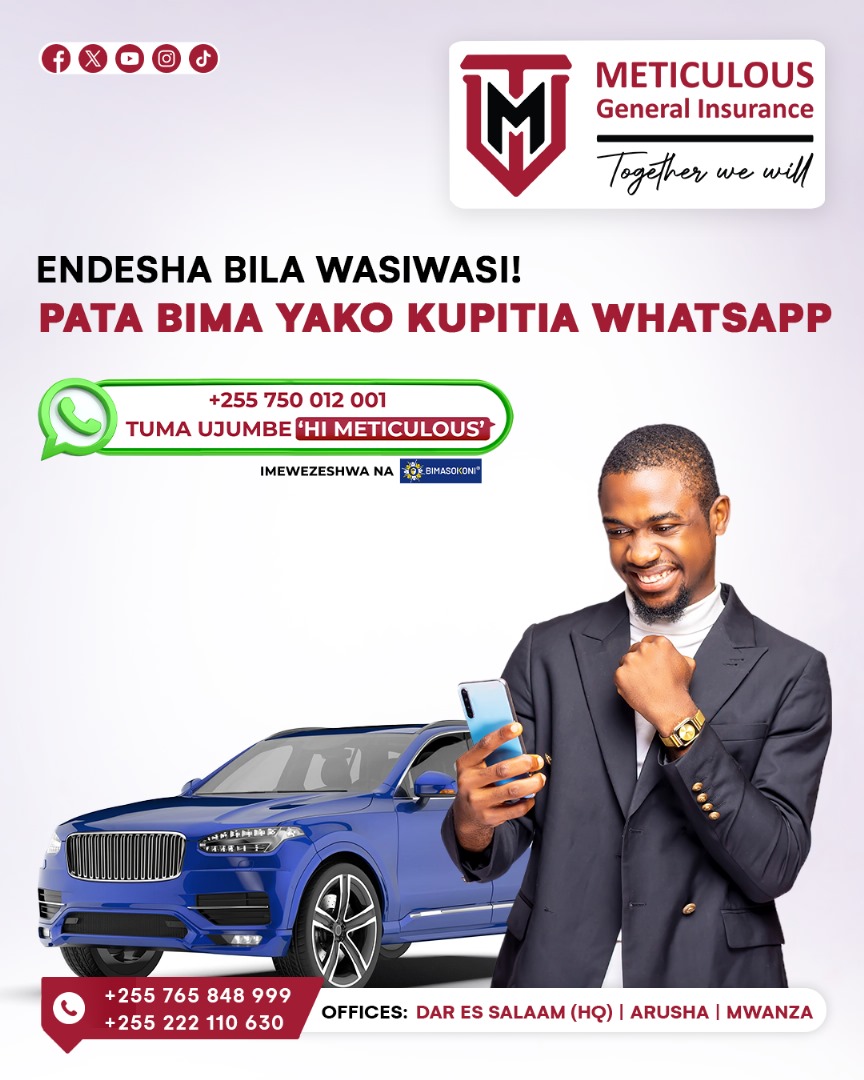 METICULOUS
General Insurance
Together we will
ENDESHA BILA WASIWASI!
PATA BIMA YAKO KUPITIA WHATSAPP
+255 750 012 001
TUMA UJUMBE ‘HI METICULOUS’
IMEWEZESHWA NA BIMASOKONI®
+255 765 848 999
+255 222 110 630
OFFICES: DAR ES SALAAM (HQ) | ARUSHA | MWANZA